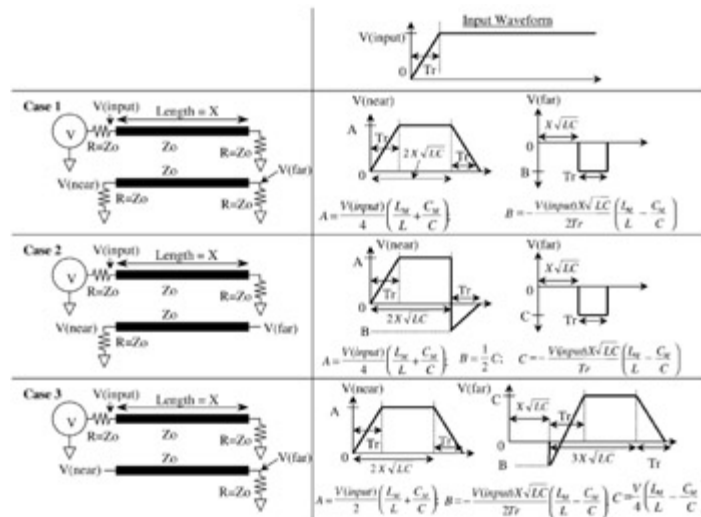 Input Waveform
V(input)
0
Tr
Case 1
V(input)
Length = X
V
R=Zo
Zo
R=Zo
Zo
V(near)
V(far)
R=Zo
R=Zo
V(near)
A
Tr
2X√LC
Tr
0
V(far)
X√LC
0
B
Tr
A = V(input)/4 (L_M/L + C_M/C);
B = - V(input)X√LC/2Tr (L_M/L - C_M/C)
Case 2
V(input)
Length = X
V
R=Zo
Zo
R=Zo
Zo
V(near)
V(far)
R=Zo
V(near)
A
Tr
Tr
0
2X√LC
B
V(far)
X√LC
0
C
Tr
A = V(input)/4 (L_M/L + C_M/C);
B = 1/2 C;
C = - V(input)X√LC/Tr (L_M/L - C_M/C)
Case 3
V(input)
Length = X
V
R=Zo
Zo
R=Zo
Zo
V(near)
V(far)
R=Zo
V(near)
A
Tr
Tr
0
2X√LC
V(far)
C
X√LC
Tr
0
B
3X√LC
Tr
A = V(input)/2 (L_M/L + C_M/C);
B = - V(input)X√LC/2Tr (L_M/L - C_M/C);
C = V/4 (L_M/L - C_M/C)